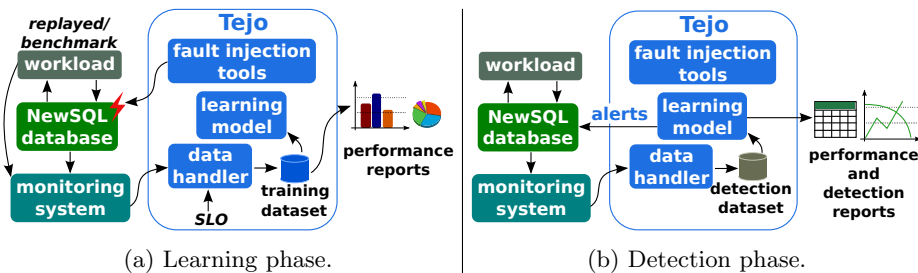 Tejo
replayed/
benchmark
workload
fault injection
tools
NewSQL
database
learning
model
data
handler
monitoring
system
SLO
training
dataset
performance
reports
(a) Learning phase.
Tejo
workload
fault injection
tools
NewSQL
database
alerts
learning
model
data
handler
monitoring
system
detection
dataset
performance
and
detection
reports
(b) Detection phase.